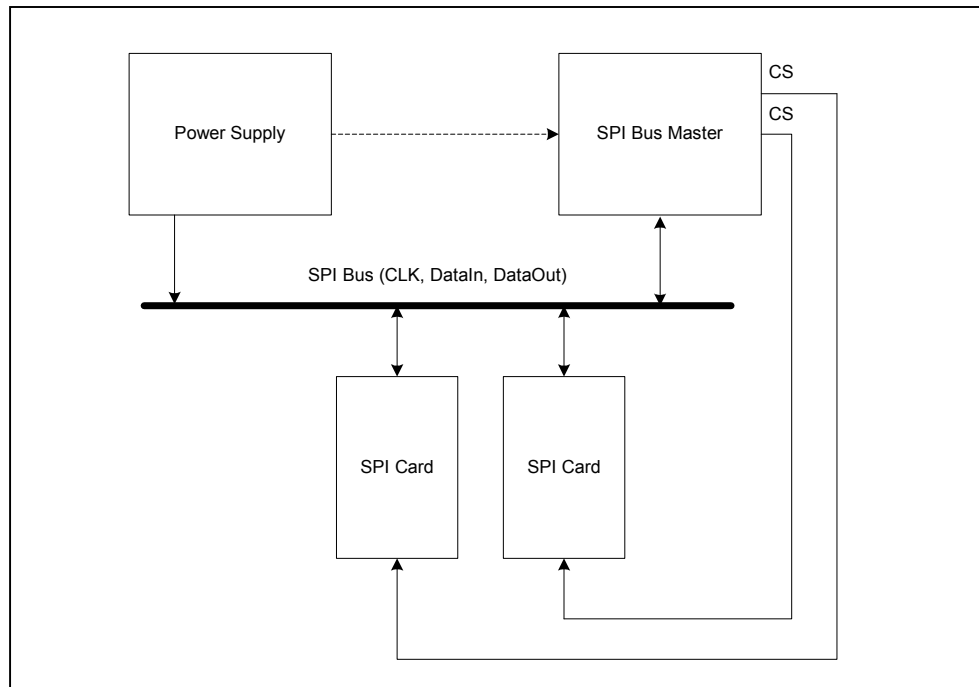 CS
CS
Power Supply
SPI Bus Master
SPI Bus (CLK, DataIn, DataOut)
SPI Card
SPI Card